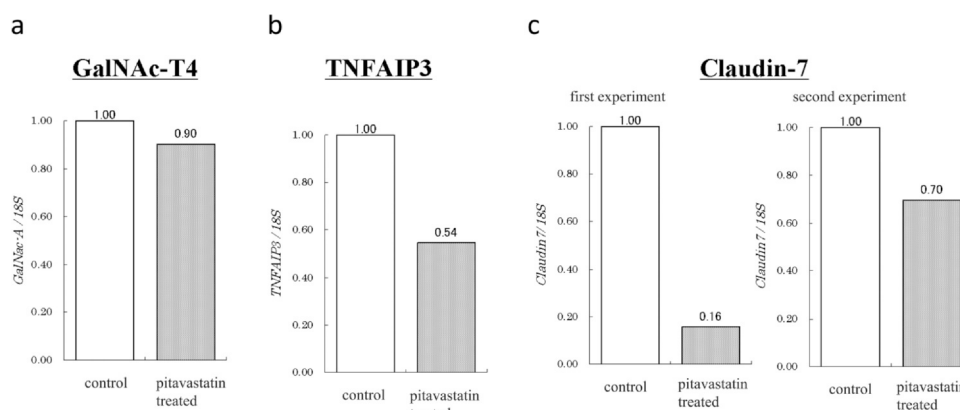 a
GalNAc-T4
1.00
0.90
1.00
0.80
0.60
0.40
0.20
0.00
GalNac-A / 18S
control
pitavastatin
treated
b
TNFAIP3
1.00
0.54
1.00
0.80
0.60
0.40
0.20
0.00
TNFAIP3 / 18S
control
pitavastatin
treated
c
Claudin-7
first experiment
1.00
0.16
1.00
0.80
0.60
0.40
0.20
0.00
Claudin7/18S
control
pitavastatin
treated
second experiment
1.00
0.70
1.00
0.80
0.60
0.40
0.20
0.00
Claudin7/18S
control
pitavastatin
treated